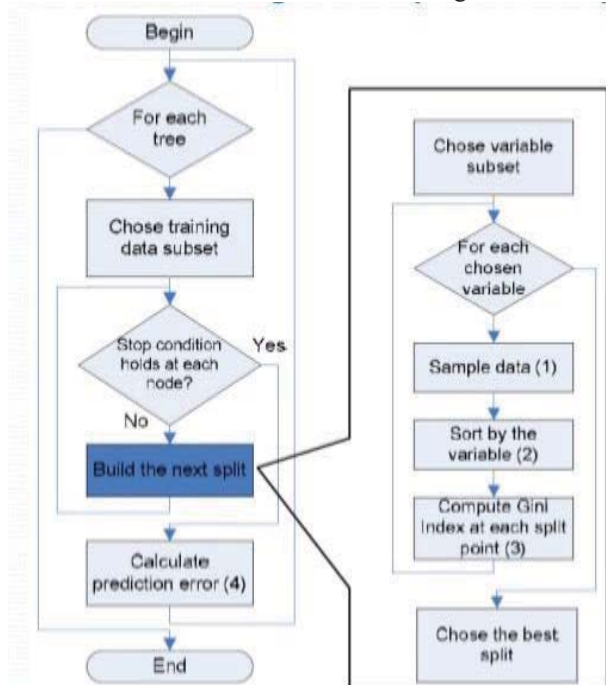 Begin
For each
tree
Chose training
data subset
Stop condition
holds at each
node?
Yes
No
Build the next split
Calculate
prediction error (4)
End
Chose variable
subset
For each
chosen
variable
Sample data (1)
Sort by the
variable (2)
Compute Gini
Index at each split
point (3)
Chose the best
split